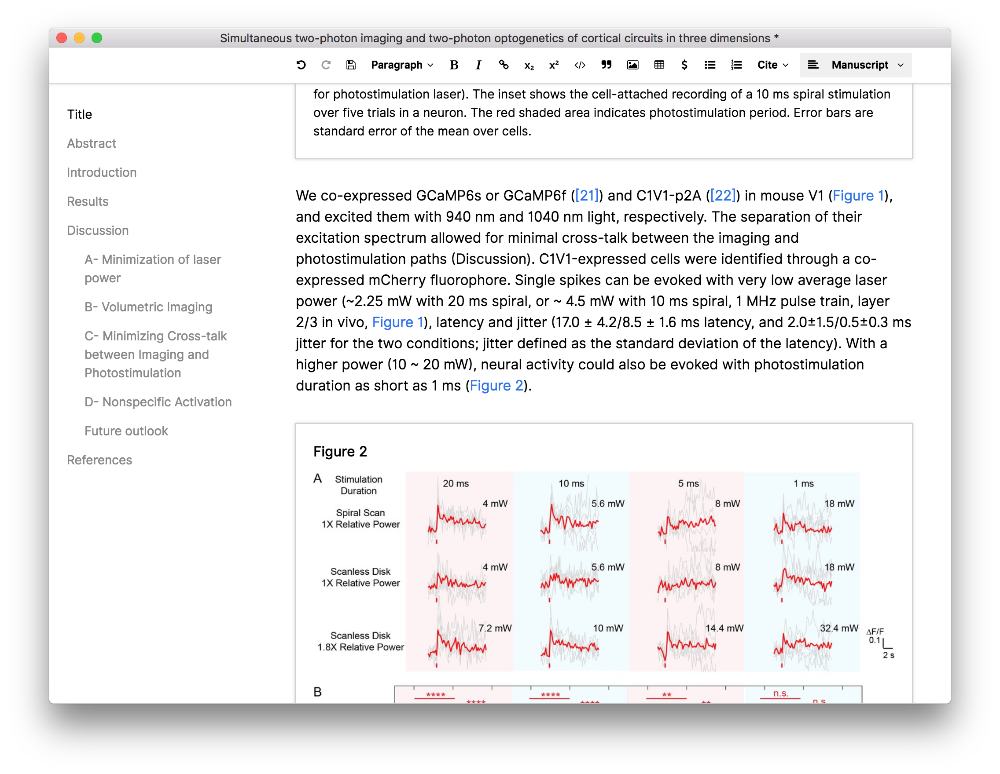 Simultaneous two-photon imaging and two-photon optogenetics of cortical circuits in three dimensions *
Paragraph B I x₂ x² </> $ Cite Manuscript
Title
Abstract
Introduction
Results
Discussion
A- Minimization of laser
power
B- Volumetric Imaging
C- Minimizing Cross-talk
between Imaging and
Photostimulation
D- Nonspecific Activation
Future outlook
References
for photostimulation laser). The inset shows the cell-attached recording of a 10 ms spiral stimulation
over five trials in a neuron. The red shaded area indicates photostimulation period. Error bars are
standard error of the mean over cells.
We co-expressed GCaMP6s or GCaMP6f ([21]) and C1V1-p2A ([22]) in mouse V1 (Figure 1),
and excited them with 940 nm and 1040 nm light, respectively. The separation of their
excitation spectrum allowed for minimal cross-talk between the imaging and
photostimulation paths (Discussion). C1V1-expressed cells were identified through a co-
expressed mCherry fluorophore. Single spikes can be evoked with very low average laser
power (~2.25 mW with 20 ms spiral, or ~ 4.5 mW with 10 ms spiral, 1 MHz pulse train, layer
2/3 in vivo, Figure 1), latency and jitter (17.0 ± 4.2/8.5 ± 1.6 ms latency, and 2.0±1.5/0.5±0.3 ms
jitter for the two conditions; jitter defined as the standard deviation of the latency). With a
higher power (10 ~ 20 mW), neural activity could also be evoked with photostimulation
duration as short as 1 ms (Figure 2).
Figure 2
A Stimulation
Duration
20 ms 10 ms 5 ms 1 ms
Spiral Scan
1X Relative Power
4 mW 5.6 mW 8 mW 18 mW
Scanless Disk
1X Relative Power
4 mW 5.6 mW 8 mW 18 mW
Scanless Disk
1.8X Relative Power
7.2 mW 10 mW 14.4 mW 32.4 mW
ΔF/F
0.1
2 s
B
**** **** ** n.s.
**** **** ** n.s.